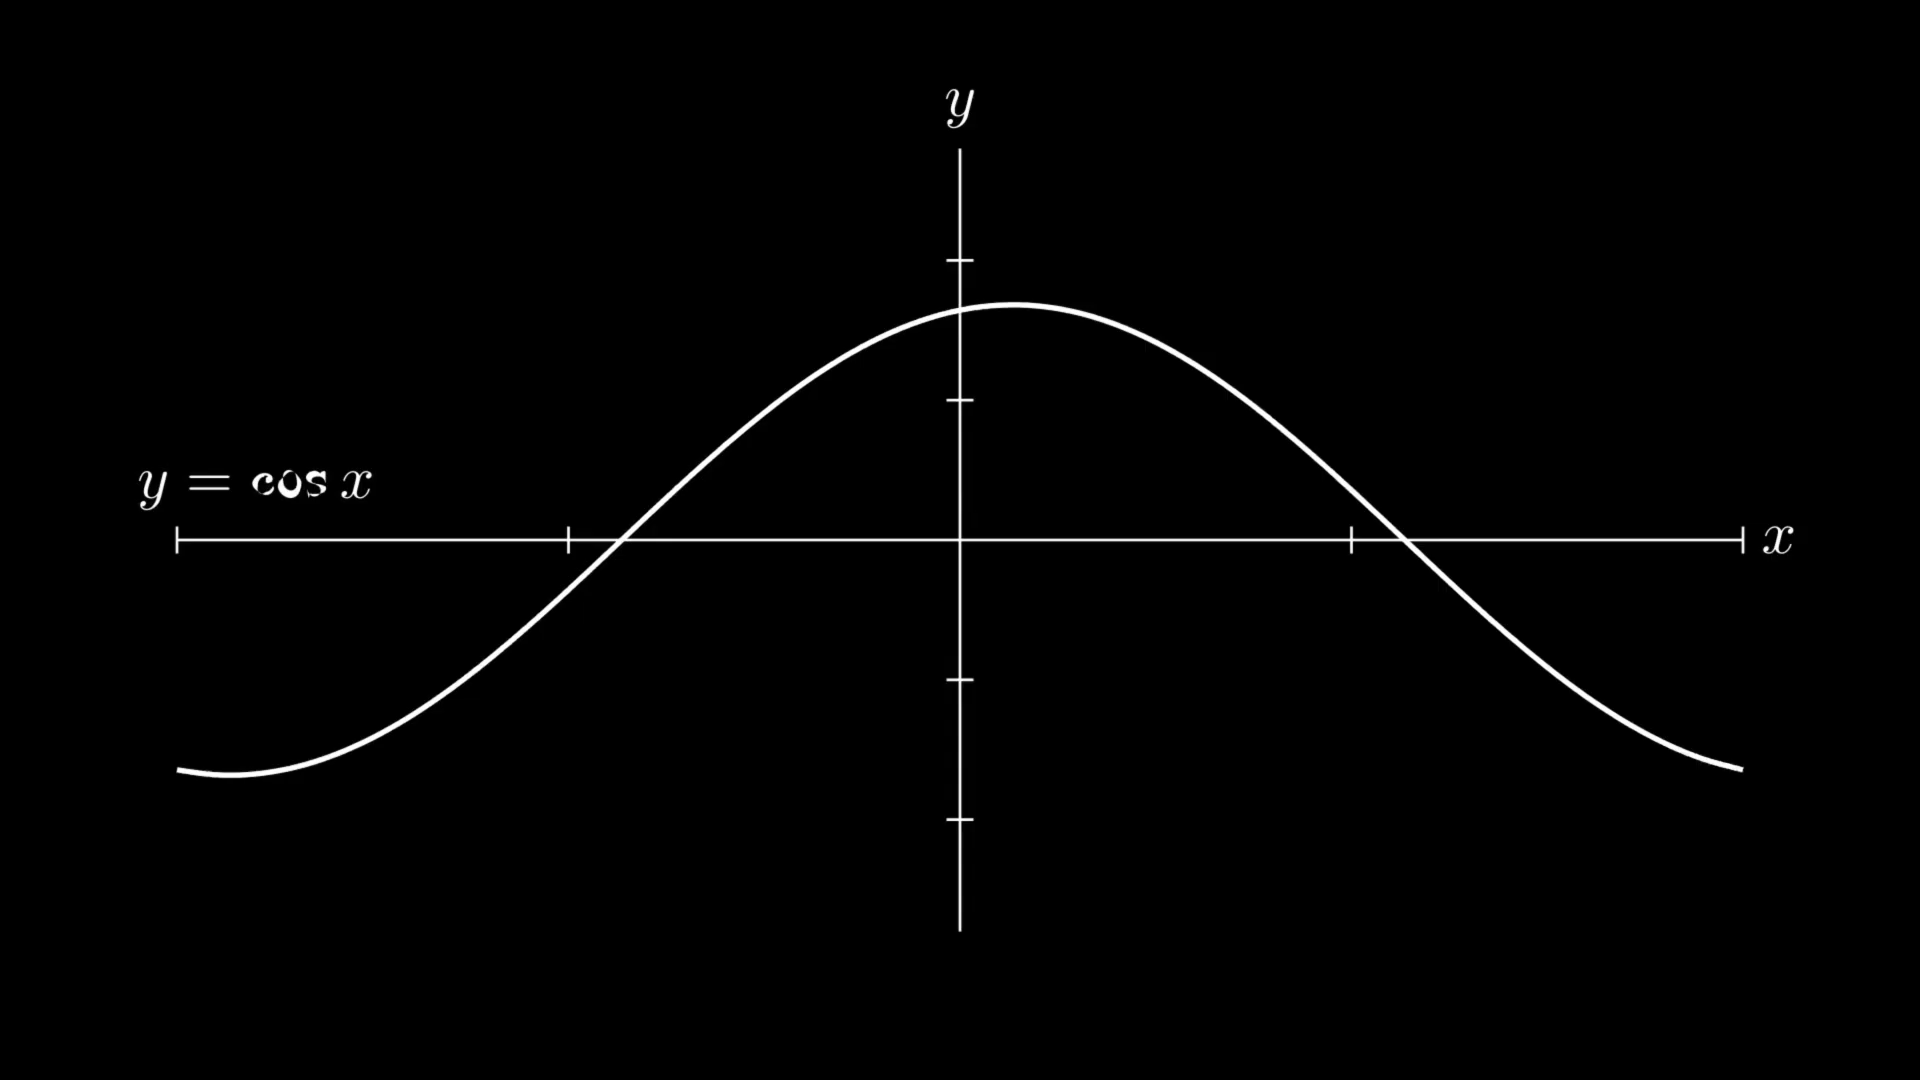 y
y = cos x
x